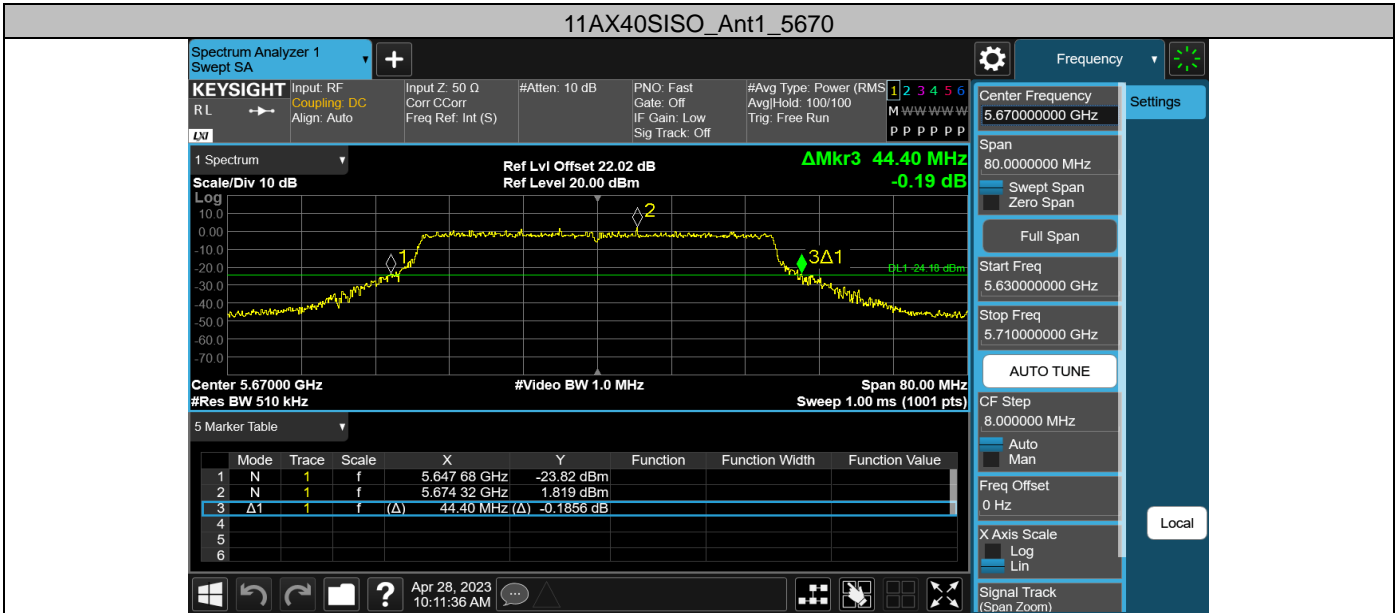 11AX40SISO_Ant1_5670
Spectrum Analyzer 1
Swept SA
+
Frequency
KEYSIGHT
RL
LXI
Input: RF
Coupling: DC
Align: Auto
Input Z: 50 Ω
Corr CCorr
Freq Ref: Int (S)
#Atten: 10 dB
PNO: Fast
Gate: Off
IF Gain: Low
Sig Track: Off
#Avg Type: Power (RMS
Avg|Hold: 100/100
Trig: Free Run
1 2 3 4 5 6
M W W W W W
P P P P P P
1 Spectrum
Scale/Div 10 dB
Ref Lvl Offset 22.02 dB
Ref Level 20.00 dBm
ΔMkr3 44.40 MHz
-0.19 dB
Log
10.0
0.00
-10.0
-20.0
-30.0
-40.0
-50.0
-60.0
-70.0
1
2
3Δ1
DL1 -24.18 dBm
Center 5.67000 GHz
#Video BW 1.0 MHz
Span 80.00 MHz
#Res BW 510 kHz
Sweep 1.00 ms (1001 pts)
5 Marker Table
Mode Trace Scale X Y Function Function Width Function Value
1 N 1 f 5.647 68 GHz -23.82 dBm
2 N 1 f 5.674 32 GHz 1.819 dBm
3 Δ1 1 f (Δ) 44.40 MHz (Δ) -0.1856 dB
4
5
6
Center Frequency
5.670000000 GHz
Settings
Span
80.0000000 MHz
Swept Span
Zero Span
Full Span
Start Freq
5.630000000 GHz
Stop Freq
5.710000000 GHz
AUTO TUNE
CF Step
8.000000 MHz
Auto
Man
Freq Offset
0 Hz
X Axis Scale
Log
Lin
Local
Signal Track
(Span Zoom)
?
Apr 28, 2023
10:11:36 AM